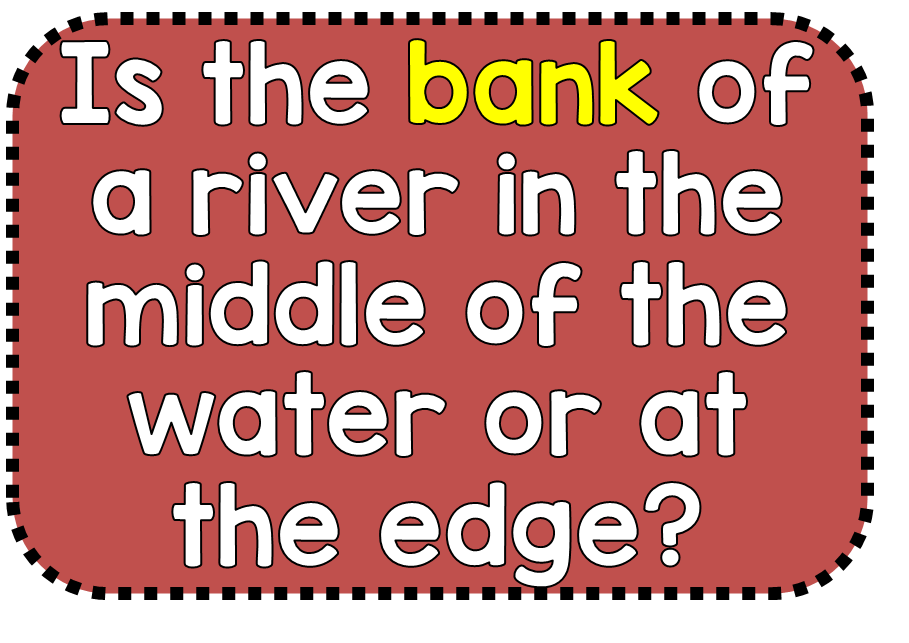 Is the bank of
a river in the
middle of the
water or at
the edge?